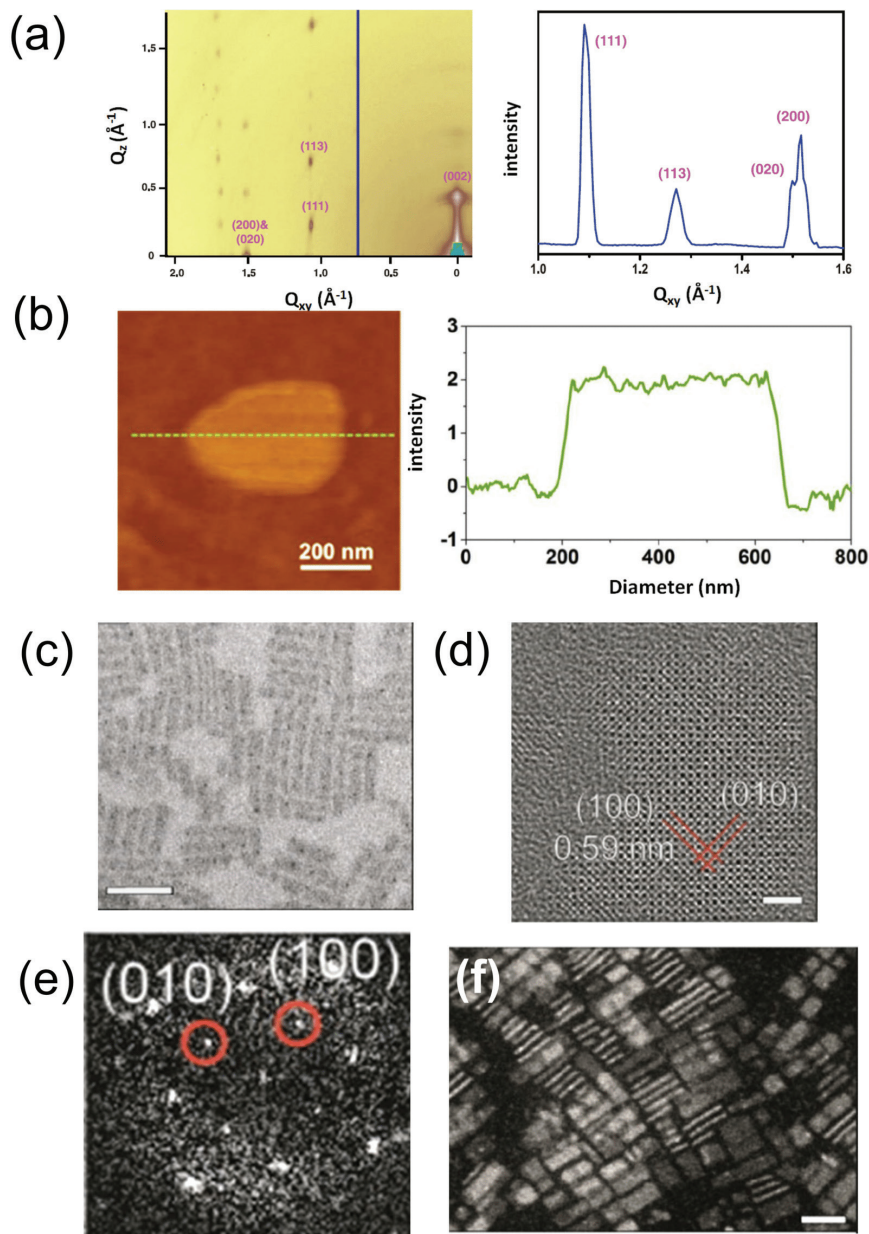 (a)
1.5
1.0
0.5
0
Q_z (Å⁻¹)
(113)
(111)
(200)&
(020)
(002)
2.0
1.5
1.0
0.5
0
Q_xy (Å⁻¹)
intensity
(111)
(113)
(200)
(020)
1.0
1.2
1.4
1.6
Q_xy (Å⁻¹)
(b)
200 nm
intensity
3
2
1
0
-1
0
200
400
600
800
Diameter (nm)
(c)
(d)
(100)
(010)
0.59 nm
(e)
(010)
(100)
(f)